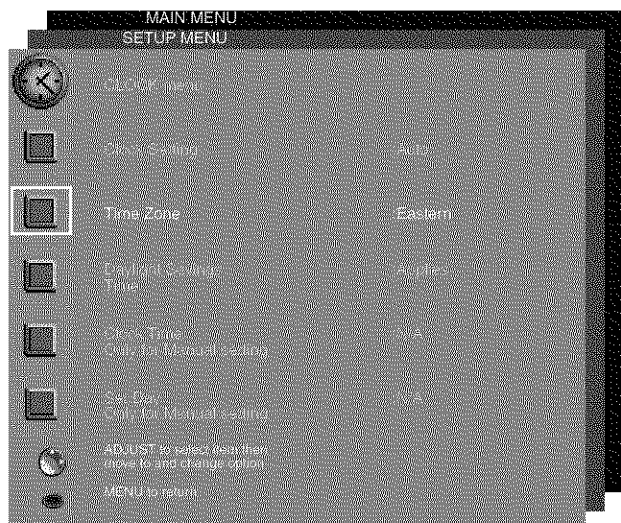 MAIN MENU
SETUP MENU
CLOCK menu
Clock Setting Auto
Time Zone Eastern
Daylight Saving Applies
Time
Clock Time N/A
Only for Manual setting
Set Day N/A
Only for Manual setting
ADJUST to select item then
move to and change option
MENU to return